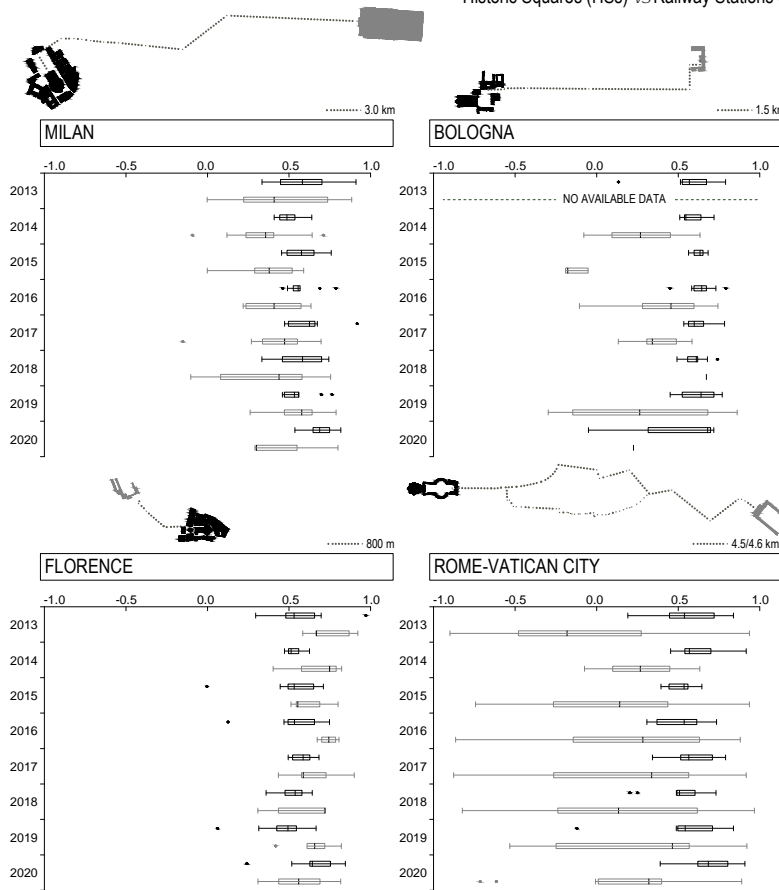 Historic Squares (HSs) vs Railway Stations
3.0 km
1.5 km
MILAN
BOLOGNA
-1.0 -0.5 0.0 0.5 1.0
-1.0 -0.5 0.0 0.5 1.0
2013
2014
2015
2016
2017
2018
2019
2020
2013
NO AVAILABLE DATA
2014
2015
2016
2017
2018
2019
2020
800 m
4.5/4.6 km
FLORENCE
ROME-VATICAN CITY
-1.0 -0.5 0.0 0.5 1.0
-1.0 -0.5 0.0 0.5 1.0
2013
2014
2015
2016
2017
2018
2019
2020
2013
2014
2015
2016
2017
2018
2019
2020